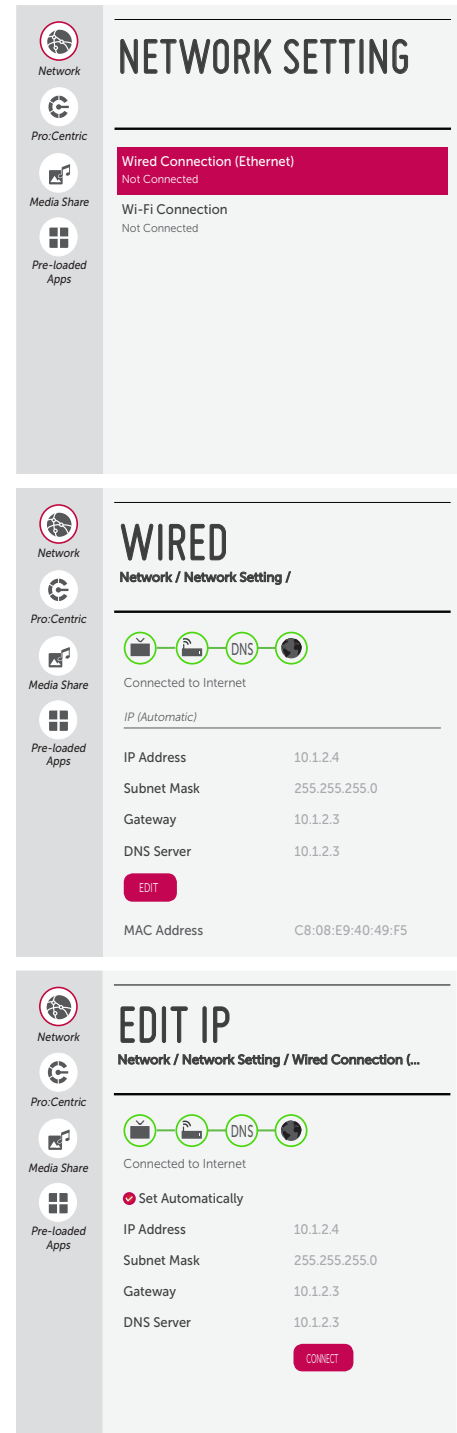 Network
Pro:Centric
Media Share
Pre-loaded
Apps
NETWORK SETTING
Wired Connection (Ethernet)
Not Connected
Wi-Fi Connection
Not Connected
Network
Pro:Centric
Media Share
Pre-loaded
Apps
WIRED
Network / Network Setting /
DNS
Connected to Internet
IP (Automatic)
IP Address 10.1.2.4
Subnet Mask 255.255.255.0
Gateway 10.1.2.3
DNS Server 10.1.2.3
EDIT
MAC Address C8:08:E9:40:49:F5
Network
Pro:Centric
Media Share
Pre-loaded
Apps
EDIT IP
Network / Network Setting / Wired Connection (...
DNS
Connected to Internet
Set Automatically
IP Address 10.1.2.4
Subnet Mask 255.255.255.0
Gateway 10.1.2.3
DNS Server 10.1.2.3
CONNECT